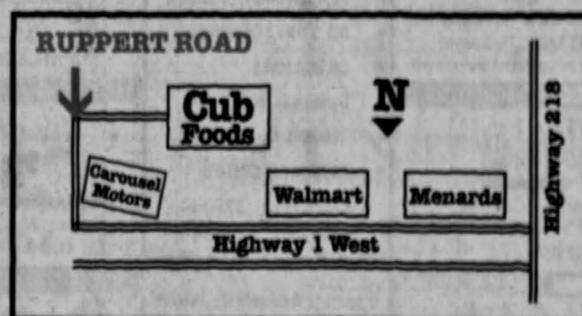 RUPPERT ROAD
Cub
Foods
N
Highway 218
Carousel
Motors
Walmart
Menards
Highway 1 West